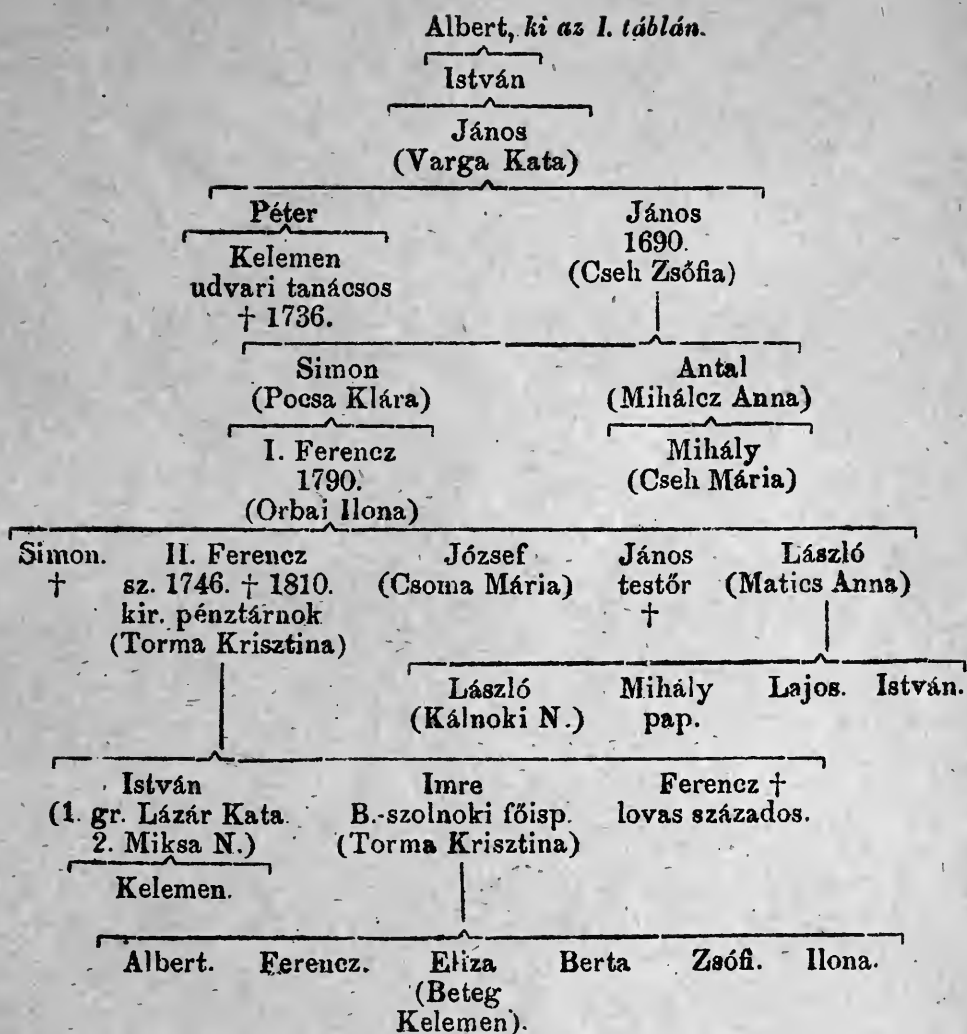 Albert, ki az I. táblán.
István
János
(Varga Kata)
Péter János
Kelemen 1690.
udvari tanácsos (Cseh Zsófia)
† 1736.
Simon Antal
(Pocsa Klára) (Mihálcz Anna)
I. Ferencz Mihály
1790. (Cseh Mária)
(Orbai Ilona)
Simon. II. Ferencz József János László
† sz. 1746. † 1810. (Csoma Mária) testőr (Matics Anna)
kir. pénztárnok †
(Torma Krisztina)
László Mihály Lajos. István.
(Kálnoki N.) pap.
István Imre Ferencz †
(1. gr. Lázár Kata B.-szolnoki főisp. lovas százados.
2. Miksa N.) (Torma Krisztina)
Kelemen.
Albert. Ferencz. Eliza Berta Zsófi. Ilona.
(Beteg
Kelemen).